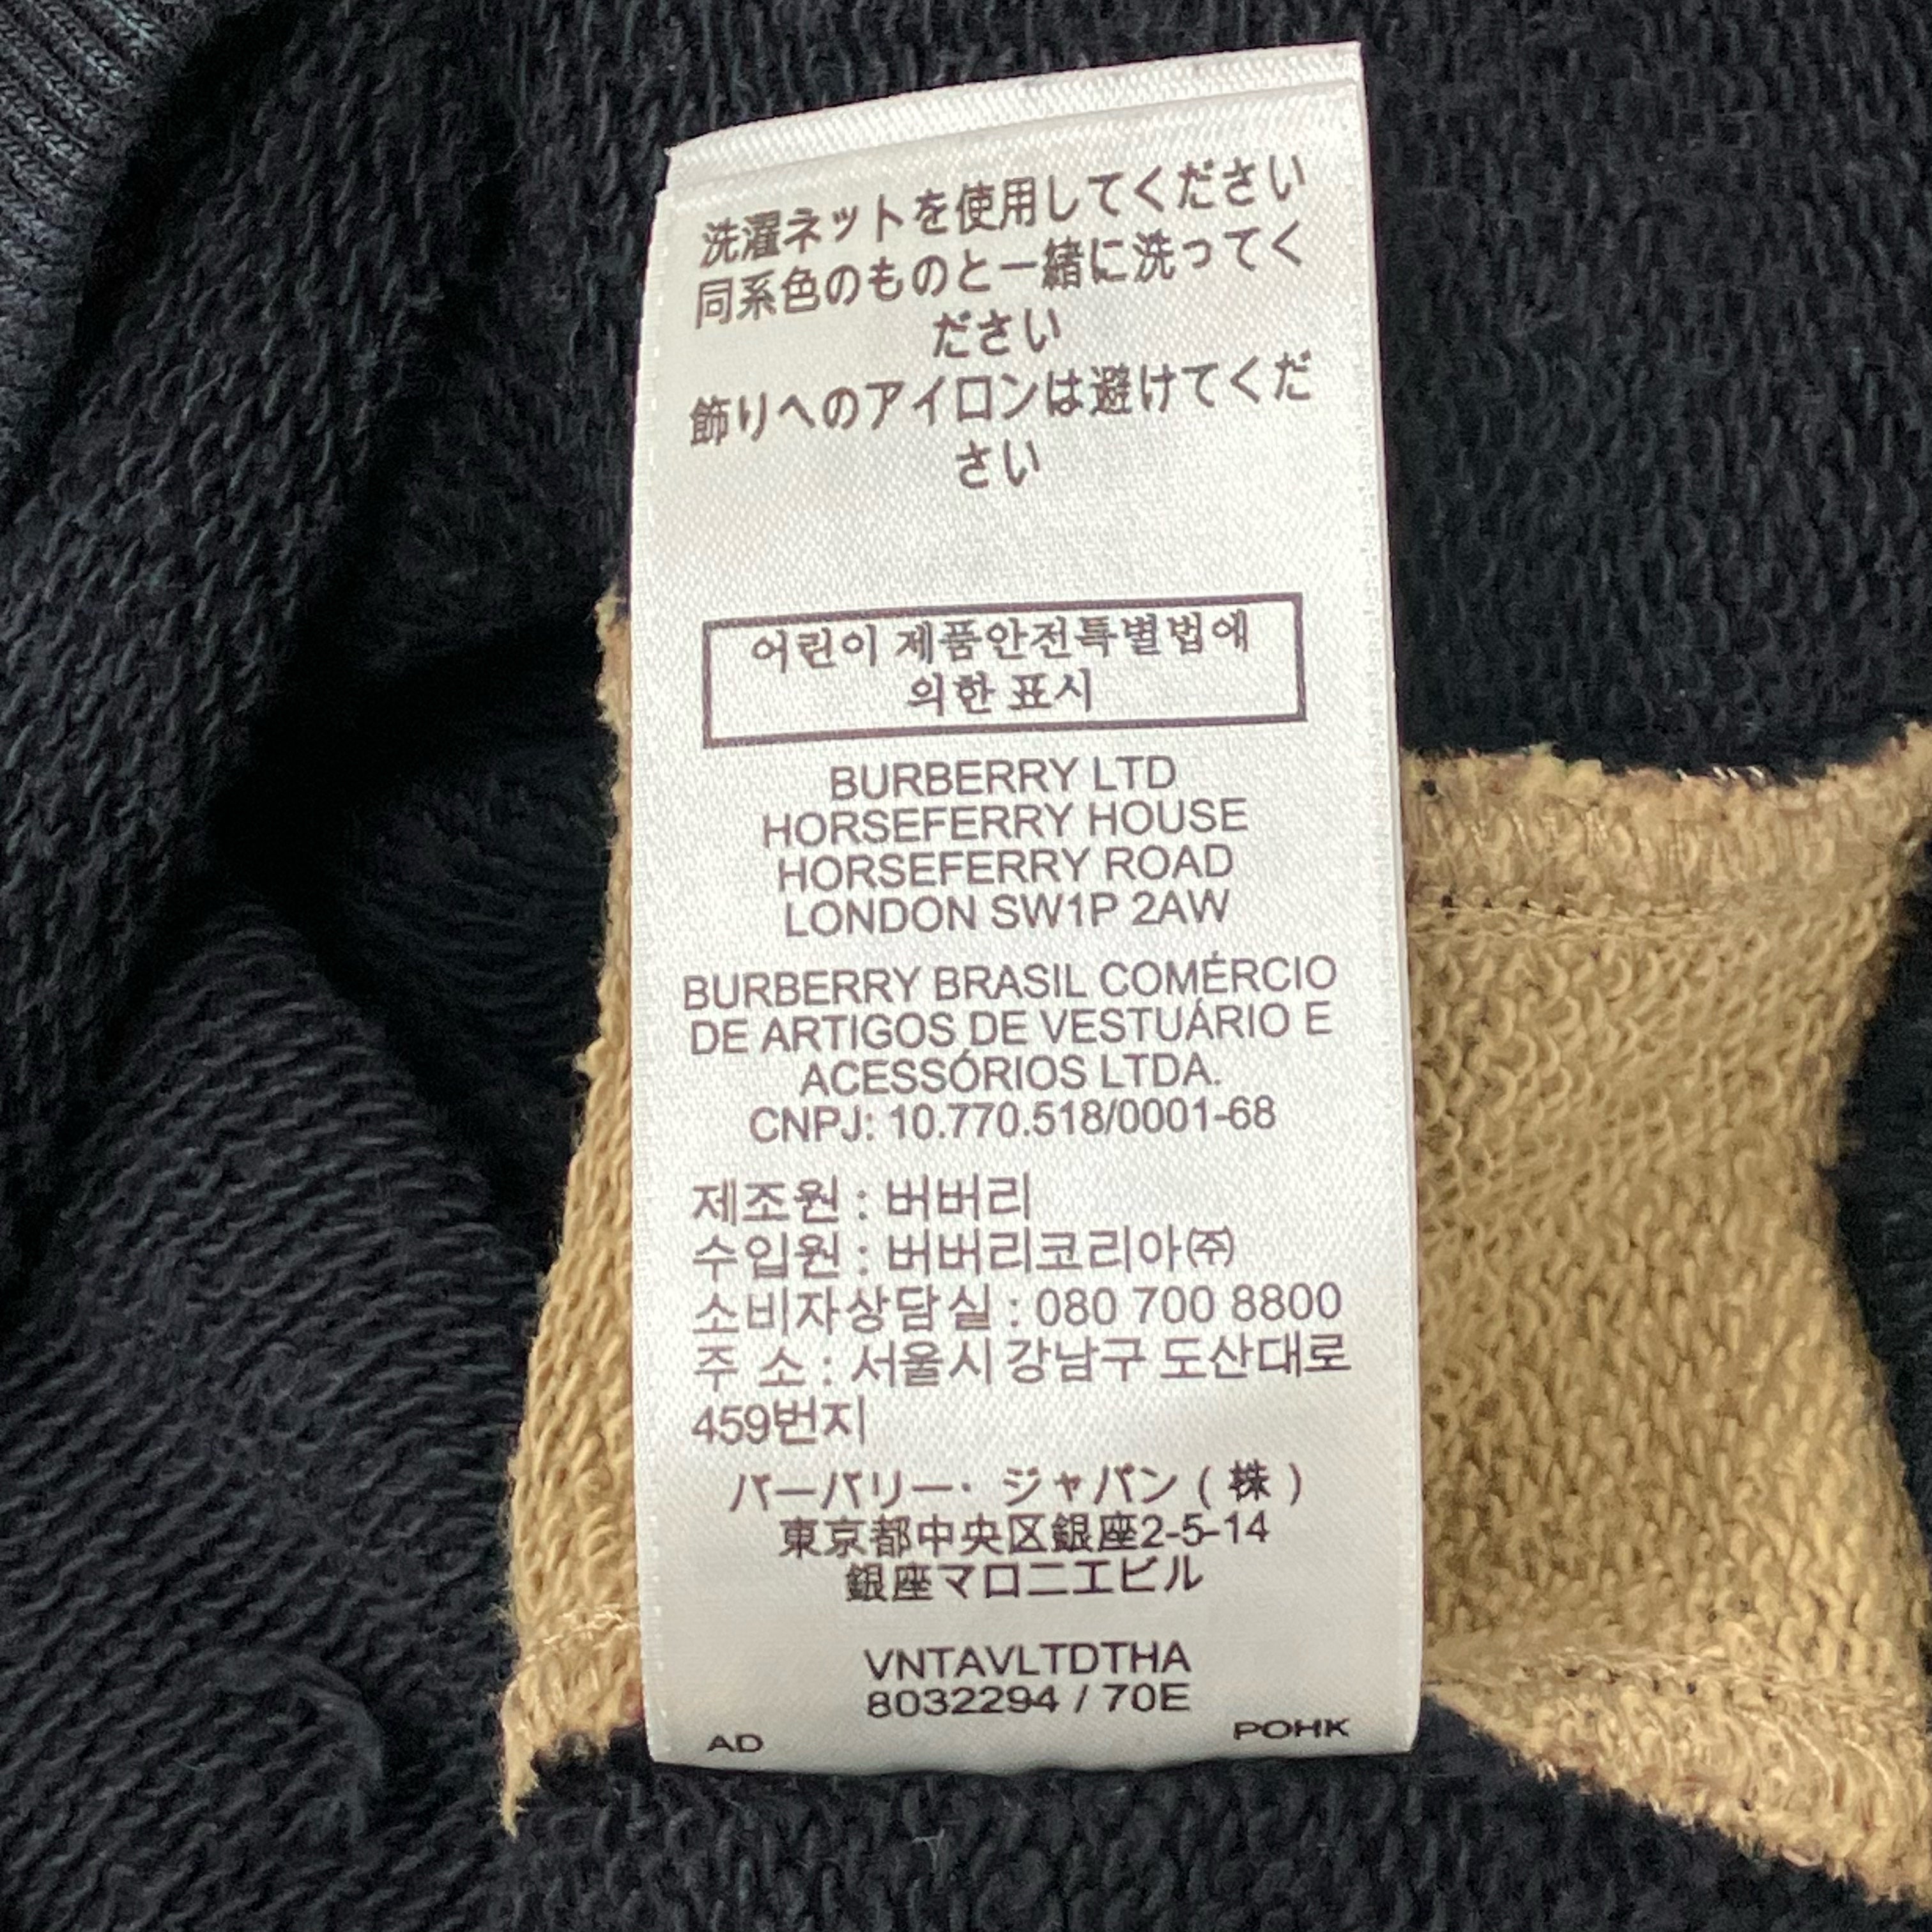 洗濯ネットを使用してください
同系色のものと一緒に洗ってく
ださい
飾りへのアイロンは避けてくだ
さい
어린이 제품안전특별법에
의한 표시
BURBERRY LTD
HORSEFERRY HOUSE
HORSEFERRY ROAD
LONDON SW1P 2AW
BURBERRY BRASIL COMÉRCIO
DE ARTIGOS DE VESTUÁRIO E
ACESSÓRIOS LTDA.
CNPJ: 10.770.518/0001-68
제조원 : 버버리
수입원 : 버버리코리아㈜
소비자상담실 : 080 700 8800
주 소 : 서울시 강남구 도산대로
459번지
バーバリー・ジャパン ( 株 )
東京都中央区銀座2-5-14
銀座マロニエビル
VNTAVLTDTHA
8032294 / 70E
AD POHK